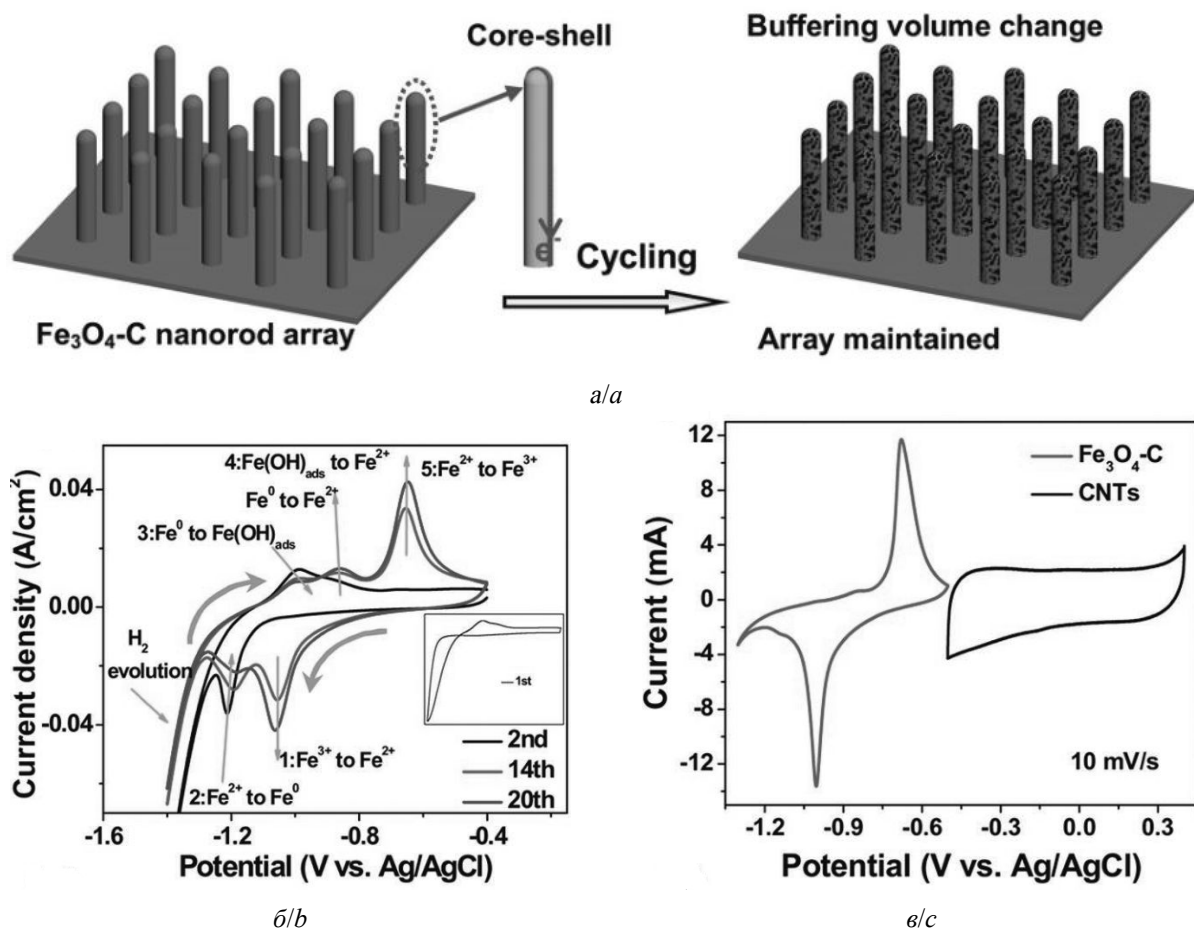 Core-shell
Buffering volume change
e⁻
Cycling
Fe₃O₄-C nanorod array
Array maintained
а/a
Current density (A/cm²)
0.04
0.00
-0.04
4:Fe(OH)ads to Fe²⁺
5:Fe²⁺ to Fe³⁺
Fe⁰ to Fe²⁺
3:Fe⁰ to Fe(OH)ads
H₂
evolution
1st
1:Fe³⁺ to Fe²⁺
2:Fe²⁺ to Fe⁰
2nd
14th
20th
-1.6 -1.2 -0.8 -0.4
Potential (V vs. Ag/AgCl)
б/b
Current (mA)
12
8
4
0
-4
-8
-12
Fe₃O₄-C
CNTs
10 mV/s
-1.2 -0.9 -0.6 -0.3 0.0 0.3
Potential (V vs. Ag/AgCl)
в/c